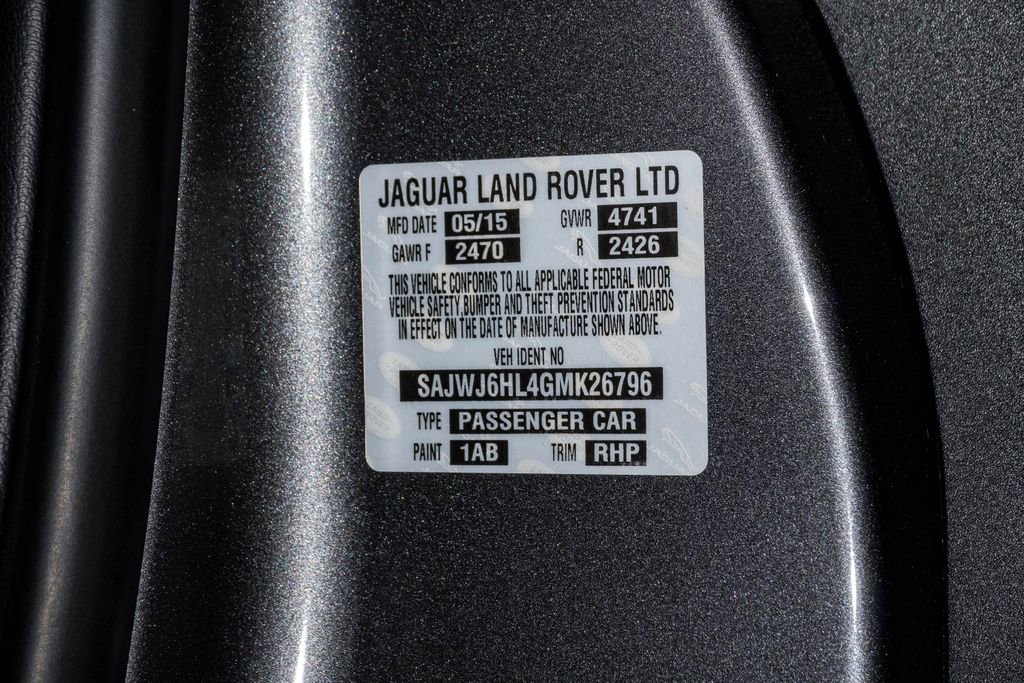 JAGUAR LAND ROVER LTD
MFD DATE 05/15 GVWR 4741
GAWR F 2470 R 2426
THIS VEHICLE CONFORMS TO ALL APPLICABLE FEDERAL MOTOR
VEHICLE SAFETY, BUMPER AND THEFT PREVENTION STANDARDS
IN EFFECT ON THE DATE OF MANUFACTURE SHOWN ABOVE.
VEH IDENT NO
SAJWJ6HL4GMK26796
TYPE PASSENGER CAR
PAINT 1AB TRIM RHP